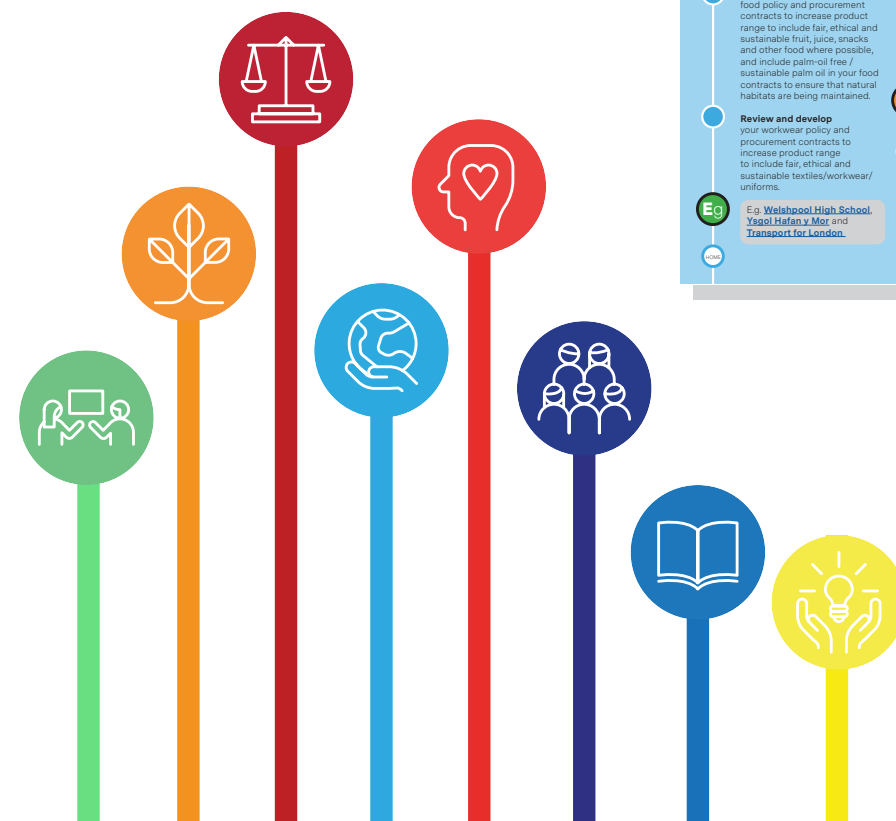 food policy and procurement
contracts to increase product
range to include fair, ethical and
sustainable fruit, juice, snacks
and other food where possible,
and include palm-oil free /
sustainable palm oil in your food
contracts to ensure that natural
habitats are being maintained.
Review and develop
your workwear policy and
procurement contracts to
increase product range
to include fair, ethical and
sustainable textiles/workwear/
uniforms.
Eg
E.g. Welshpool High School,
Ysgol Hafan y Mor and
Transport for London
HOME